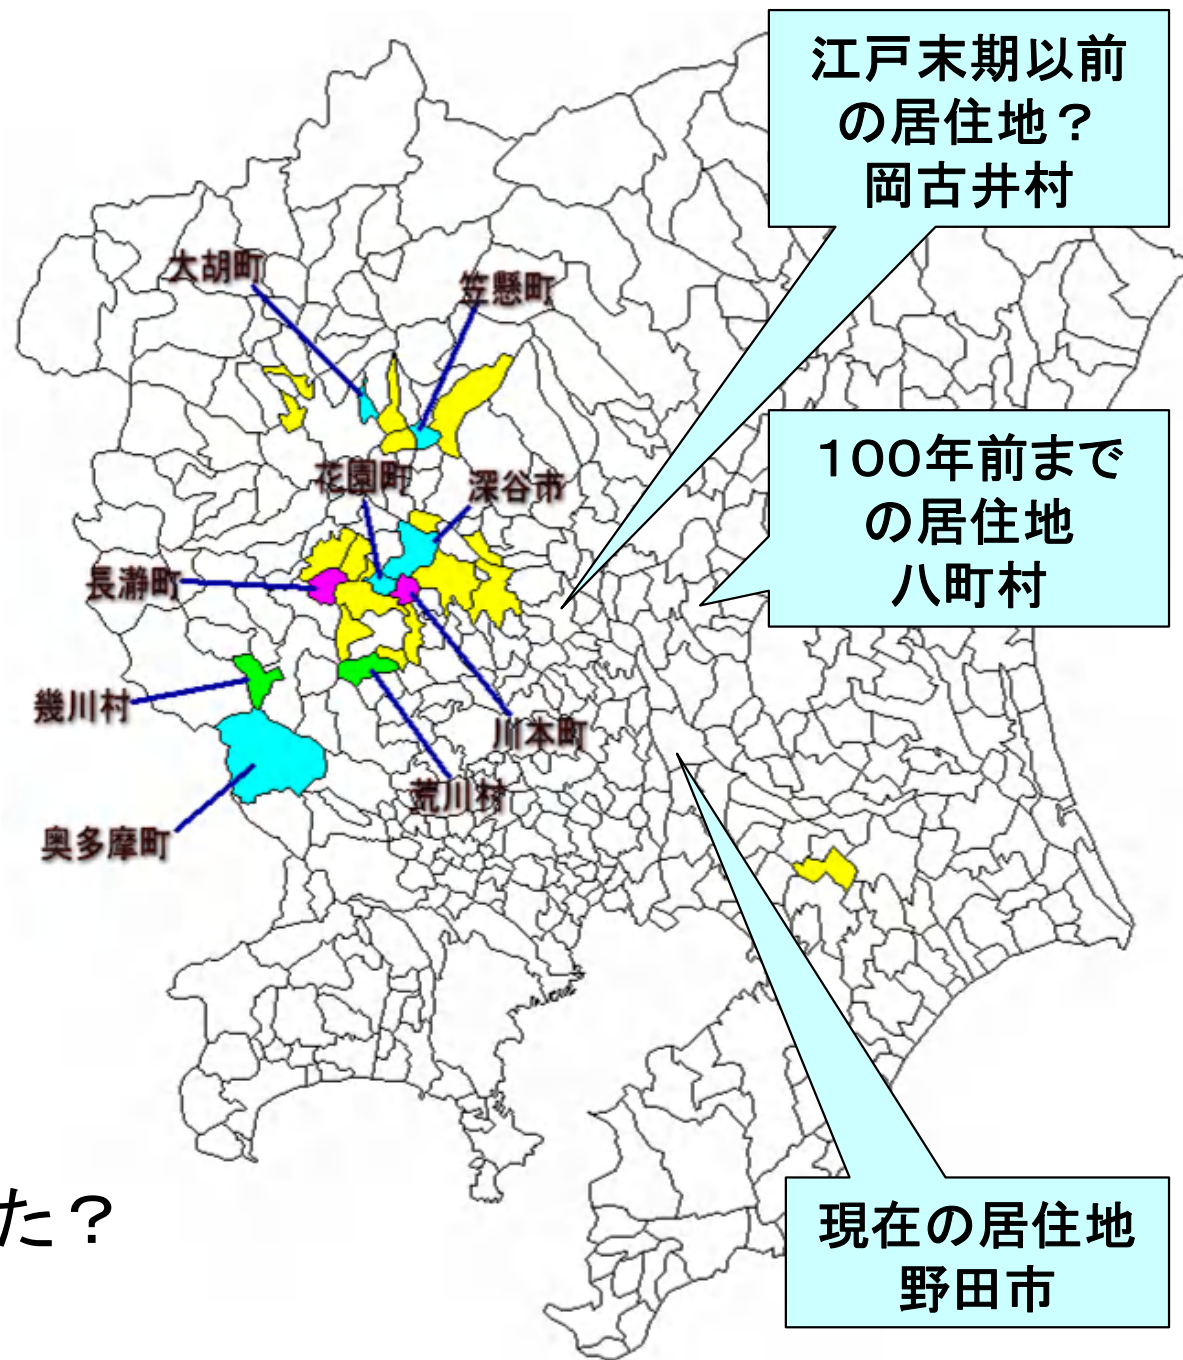 江戸末期以前
の居住地？
岡古井村
大胡町
笠懸町
１００年前まで
の居住地
八町村
花園町
深谷市
長瀞町
幾川村
川本町
荒川村
奥多摩町
た？
現在の居住地
野田市